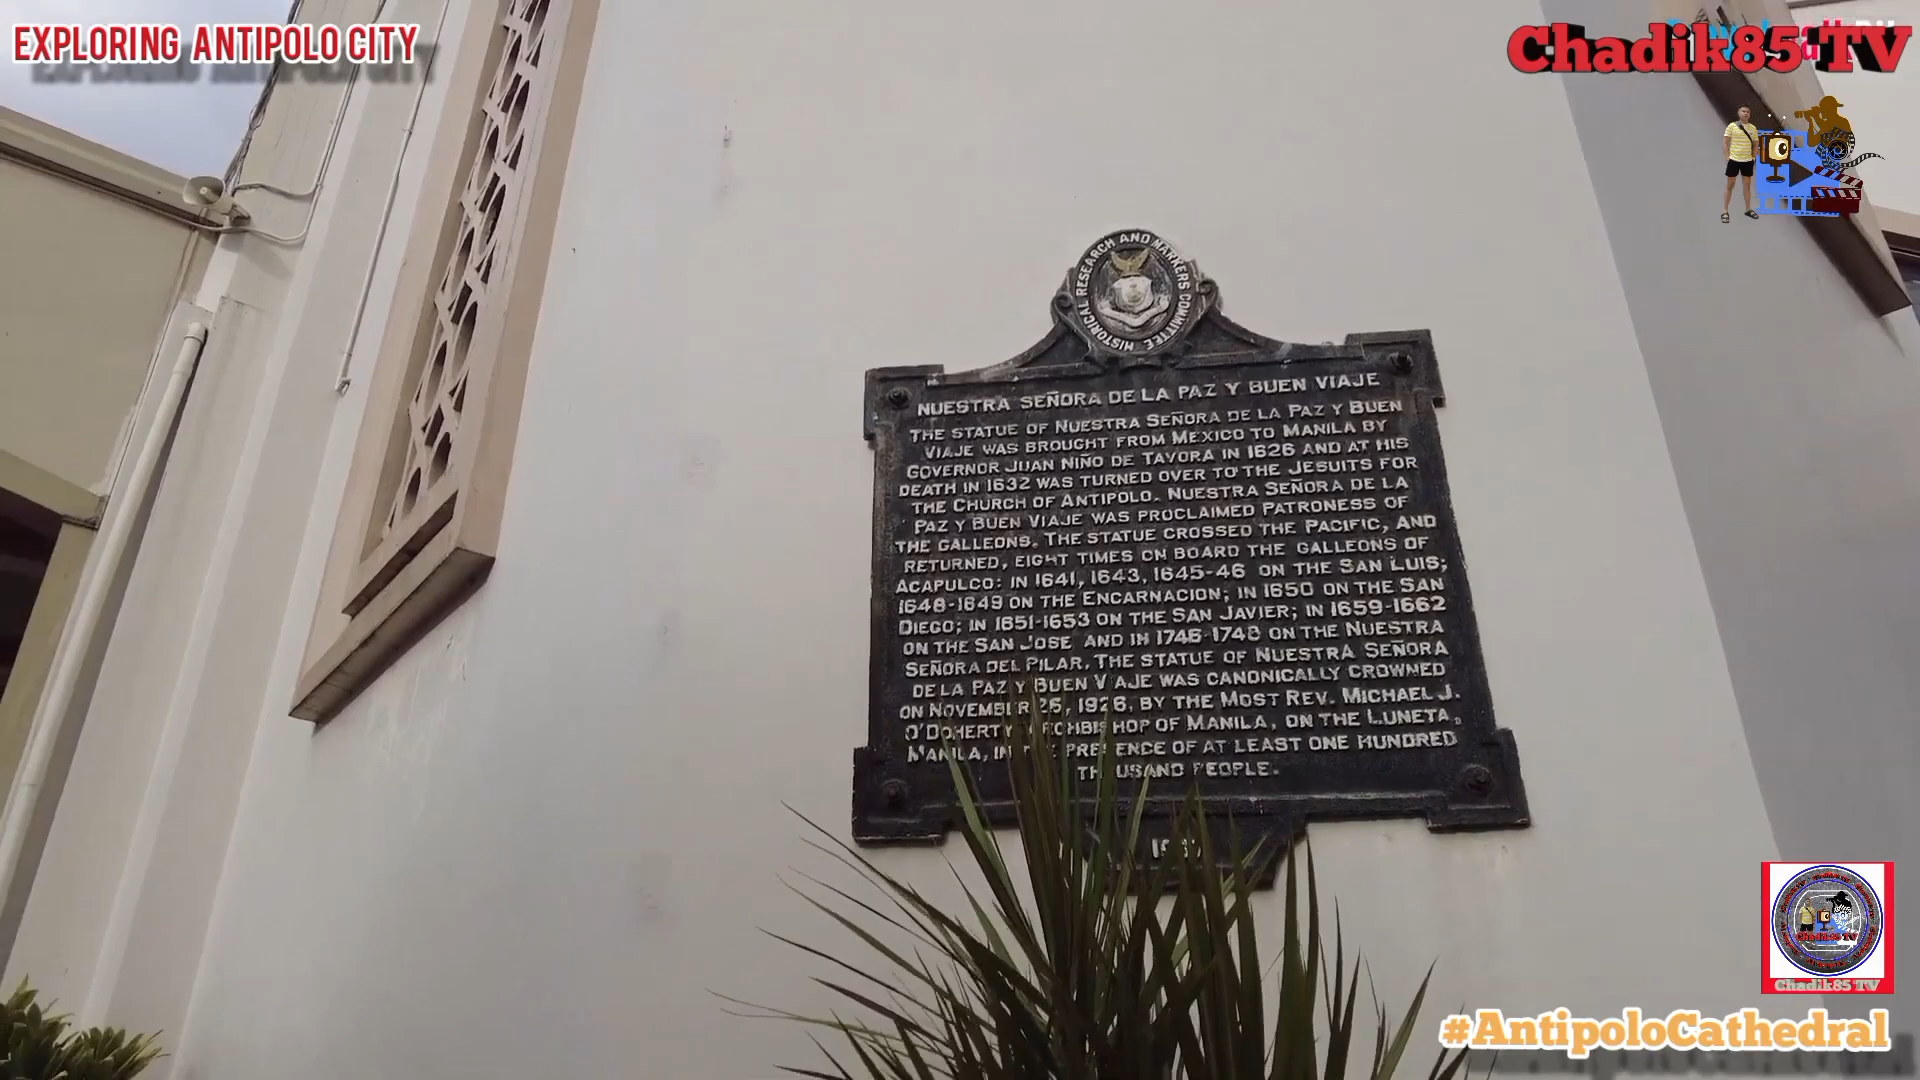 EXPLORING ANTIPOLO CITY
Chadik85 TV
HISTORICAL RESEARCH AND MARKERS COMMITTEE
NUESTRA SEÑORA DE LA PAZ Y BUEN VIAJE
THE STATUE OF NUESTRA SEÑORA DE LA PAZ Y BUEN
VIAJE WAS BROUGHT FROM MEXICO TO MANILA BY
GOVERNOR JUAN NIÑO DE TAVORA IN 1626 AND AT HIS
DEATH IN 1632 WAS TURNED OVER TO THE JESUITS FOR
THE CHURCH OF ANTIPOLO. NUESTRA SEÑORA DE LA
PAZ Y BUEN VIAJE WAS PROCLAIMED PATRONESS OF
THE GALLEONS. THE STATUE CROSSED THE PACIFIC, AND
RETURNED, EIGHT TIMES ON BOARD THE GALLEONS OF
ACAPULCO: IN 1641, 1643, 1645-46 ON THE SAN LUIS;
1648-1649 ON THE ENCARNACION; IN 1650 ON THE SAN
DIEGO; IN 1651-1653 ON THE SAN JAVIER; IN 1659-1662
ON THE SAN JOSE AND IN 1746-1748 ON THE NUESTRA
SEÑORA DEL PILAR. THE STATUE OF NUESTRA SEÑORA
DE LA PAZ Y BUEN VIAJE WAS CANONICALLY CROWNED
ON NOVEMBER 26, 1926, BY THE MOST REV. MICHAEL J.
O'DOHERTY ARCHBISHOP OF MANILA, ON THE LUNETA,
MANILA, IN THE PRESENCE OF AT LEAST ONE HUNDRED
THOUSAND PEOPLE.
Chadik85 TV
#AntipoloCathedral